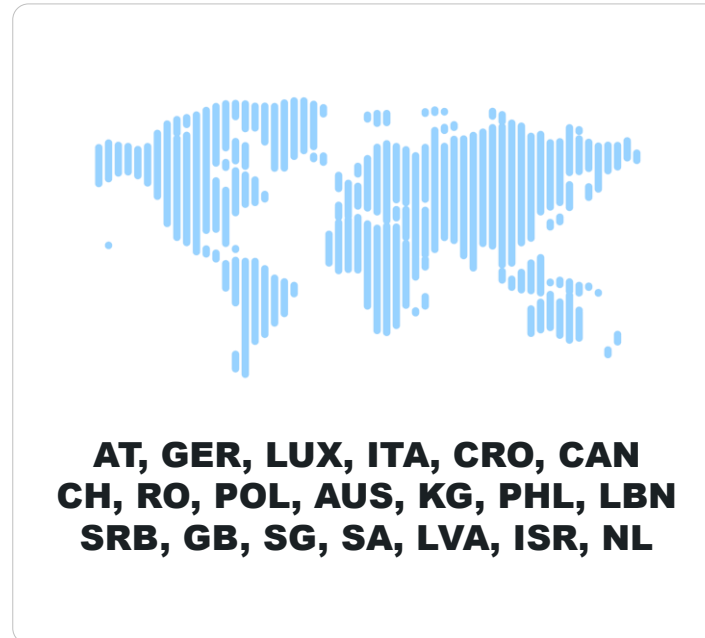 AT, GER, LUX, ITA, CRO, CAN
CH, RO, POL, AUS, KG, PHL, LBN
SRB, GB, SG, SA, LVA, ISR, NL